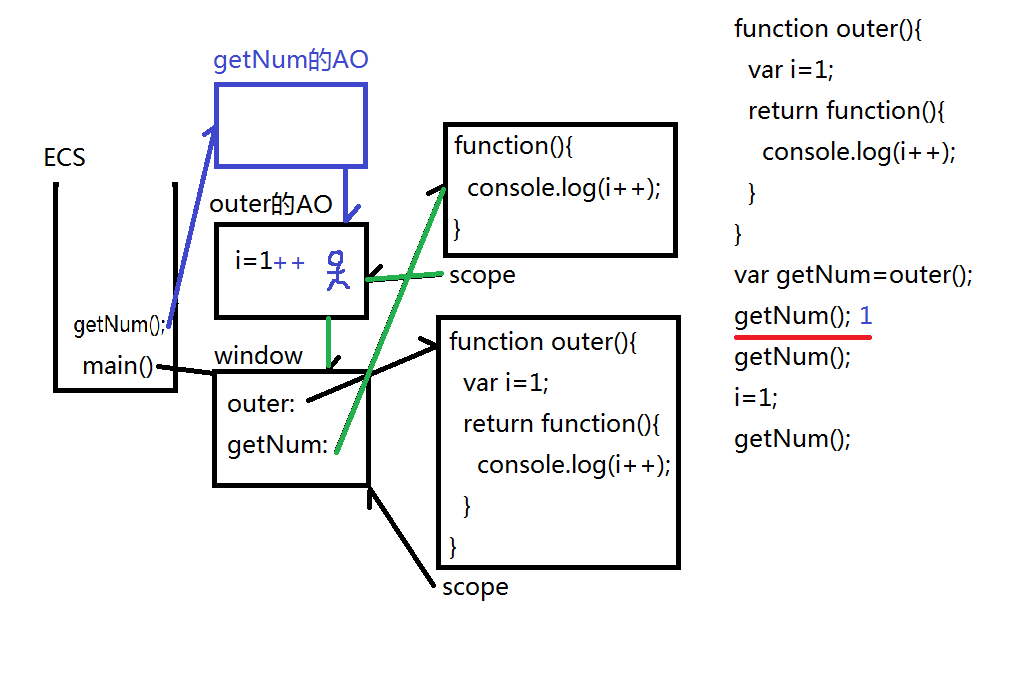 getNum的AO
ECS
outer的AO
i=1++
getNum();
main()
window
outer:
getNum:
function(){
console.log(i++);
}
scope
function outer(){
var i=1;
return function(){
console.log(i++);
}
}
scope
function outer(){
var i=1;
return function(){
console.log(i++);
}
}
var getNum=outer();
getNum(); 1
getNum();
i=1;
getNum();